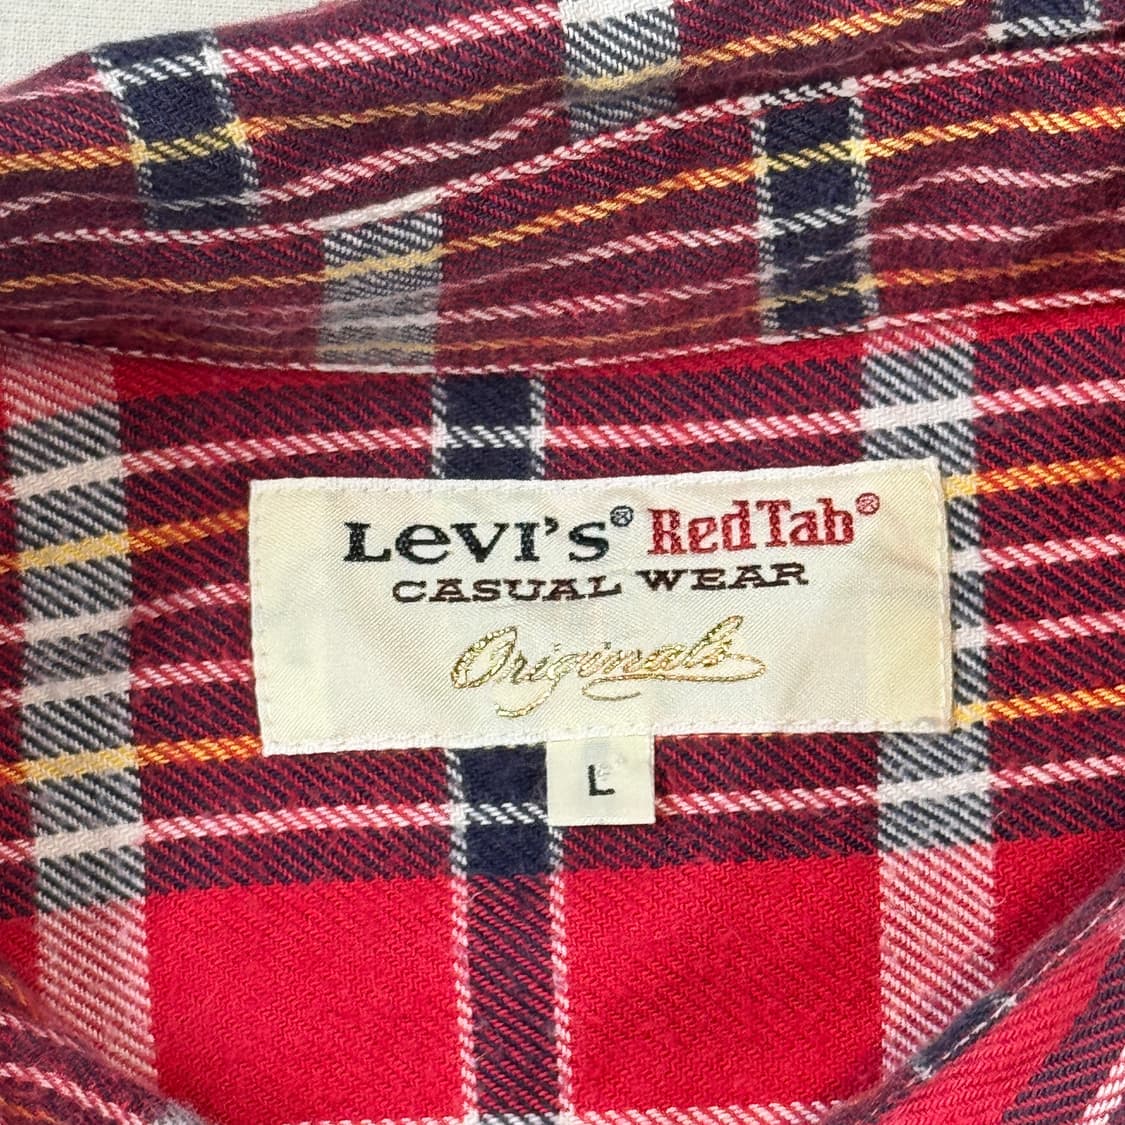 Levi's® RedTab®
CASUAL WEAR
Originals
L